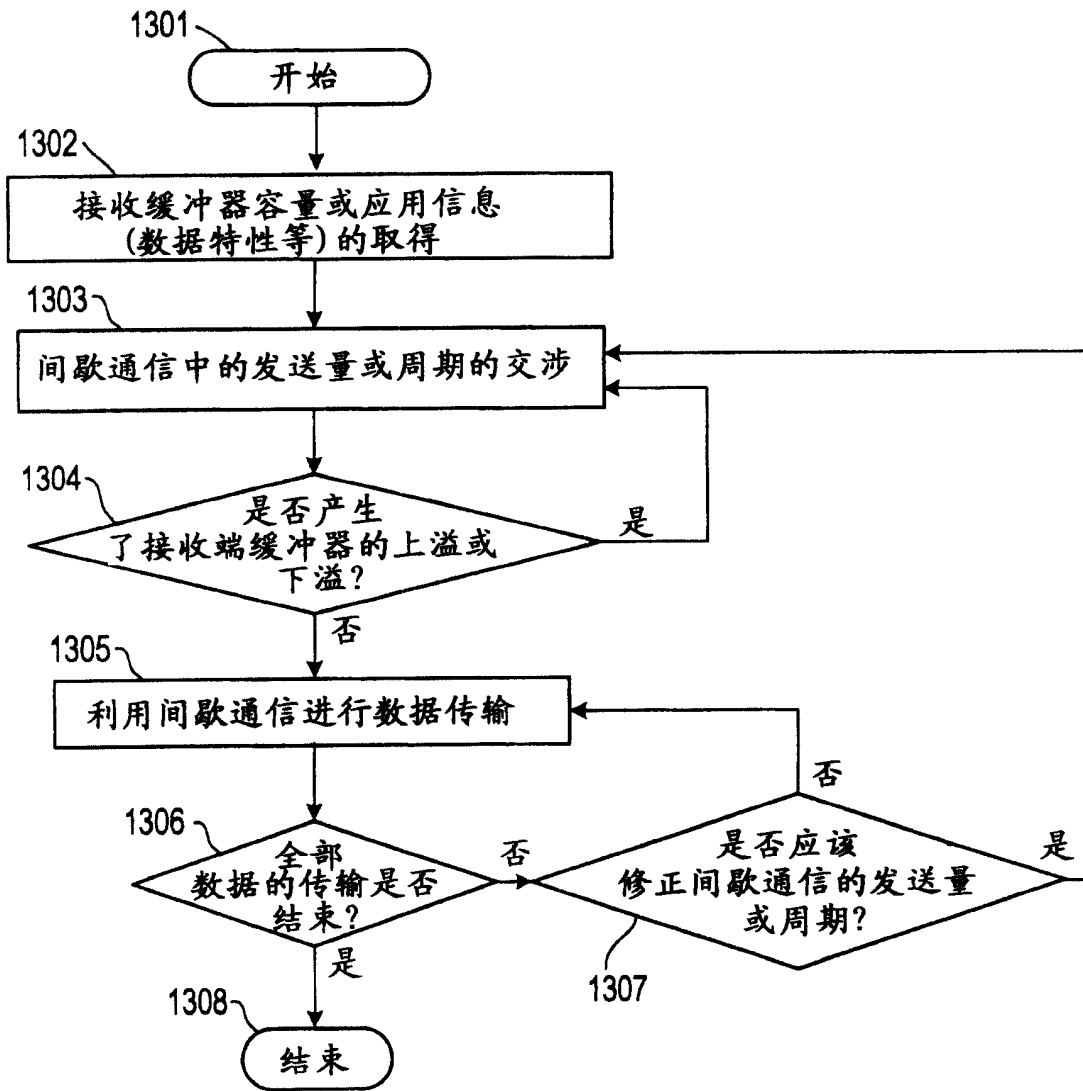 1301
开始
1302
接收缓冲器容量或应用信息
(数据特性等)的取得
1303
间歇通信中的发送量或周期的交涉
1304
是否产生
了接收端缓冲器的上溢或
下溢?
是
否
1305
利用间歇通信进行数据传输
1306
全部
数据的传输是否
结束?
否
是
1307
是否应该
修正间歇通信的发送量
或周期?
否
是
1308
结束